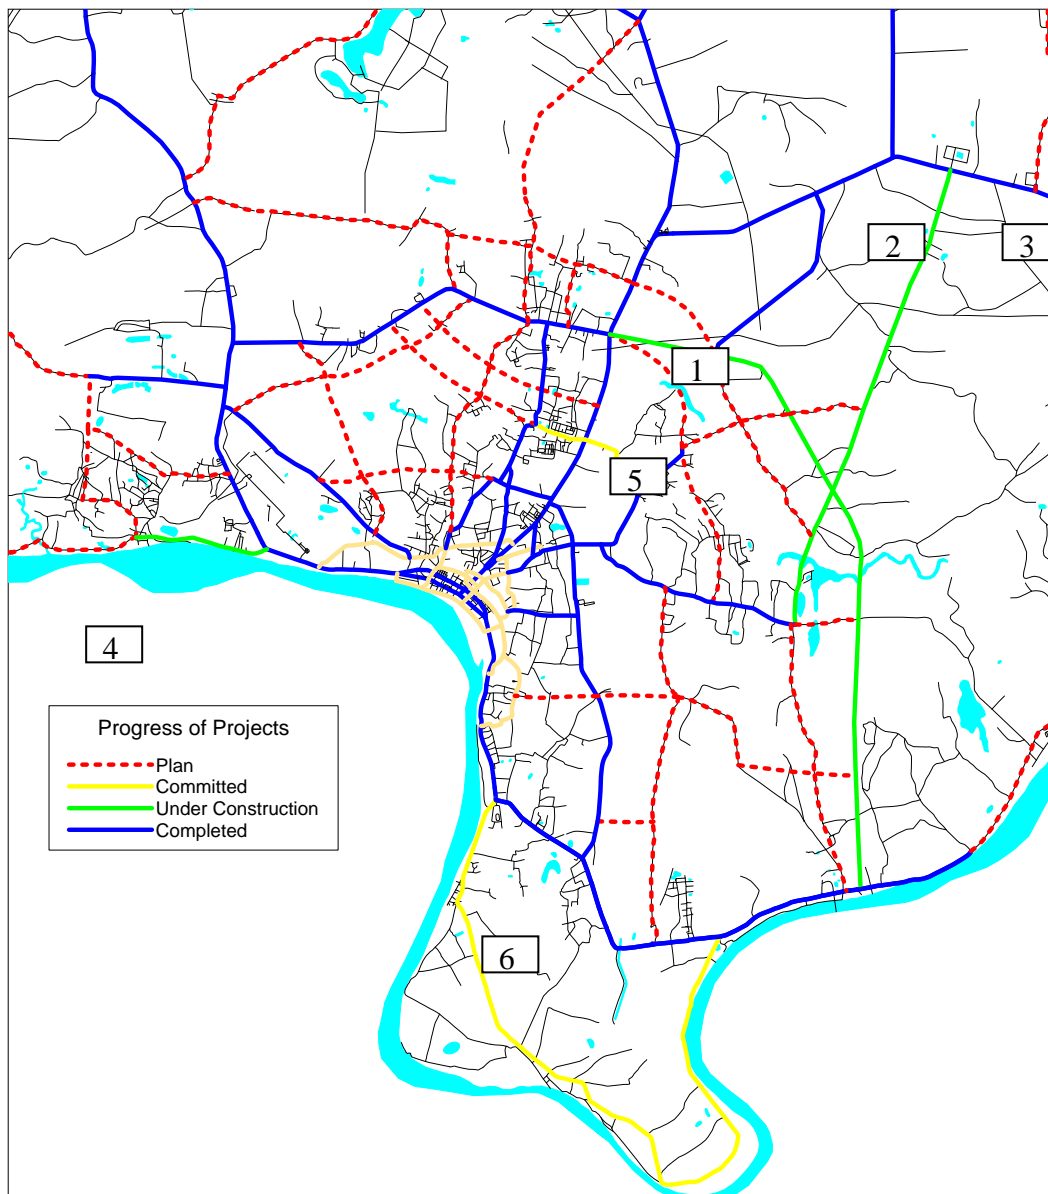 2
3
1
5
4
Progress of Projects
Plan
Committed
Under Construction
Completed
6